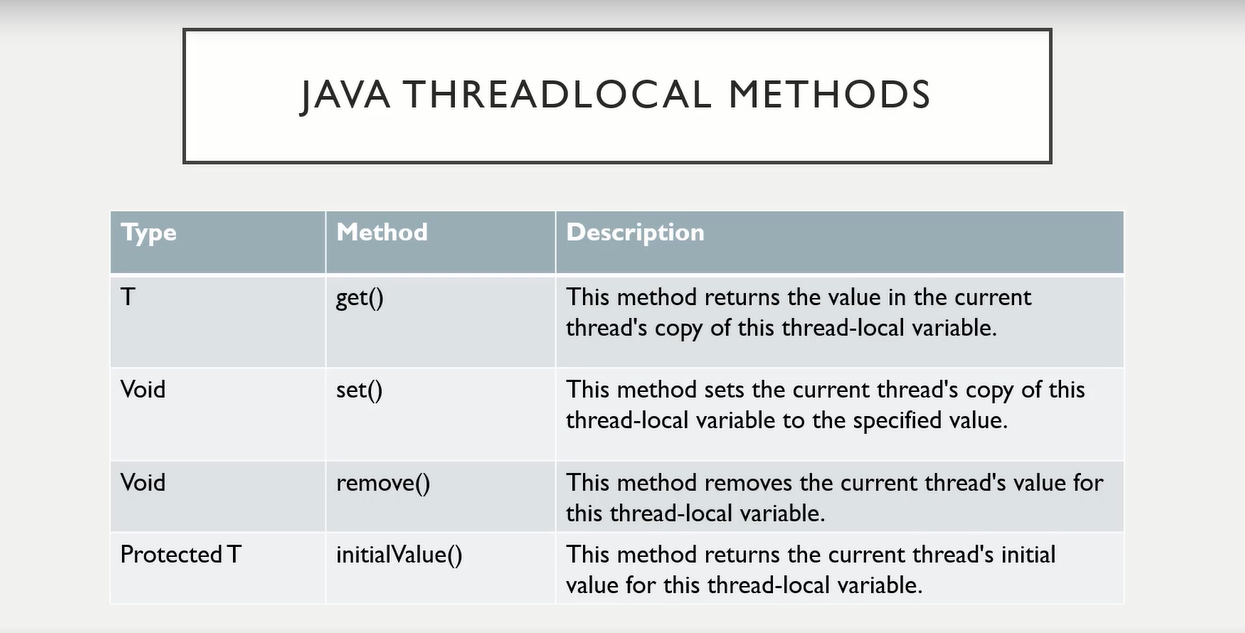 JAVA THREADLOCAL METHODS
Type Method Description
T get() This method returns the value in the current
thread's copy of this thread-local variable.
Void set() This method sets the current thread's copy of this
thread-local variable to the specified value.
Void remove() This method removes the current thread's value for
this thread-local variable.
Protected T initialValue() This method returns the current thread's initial
value for this thread-local variable.